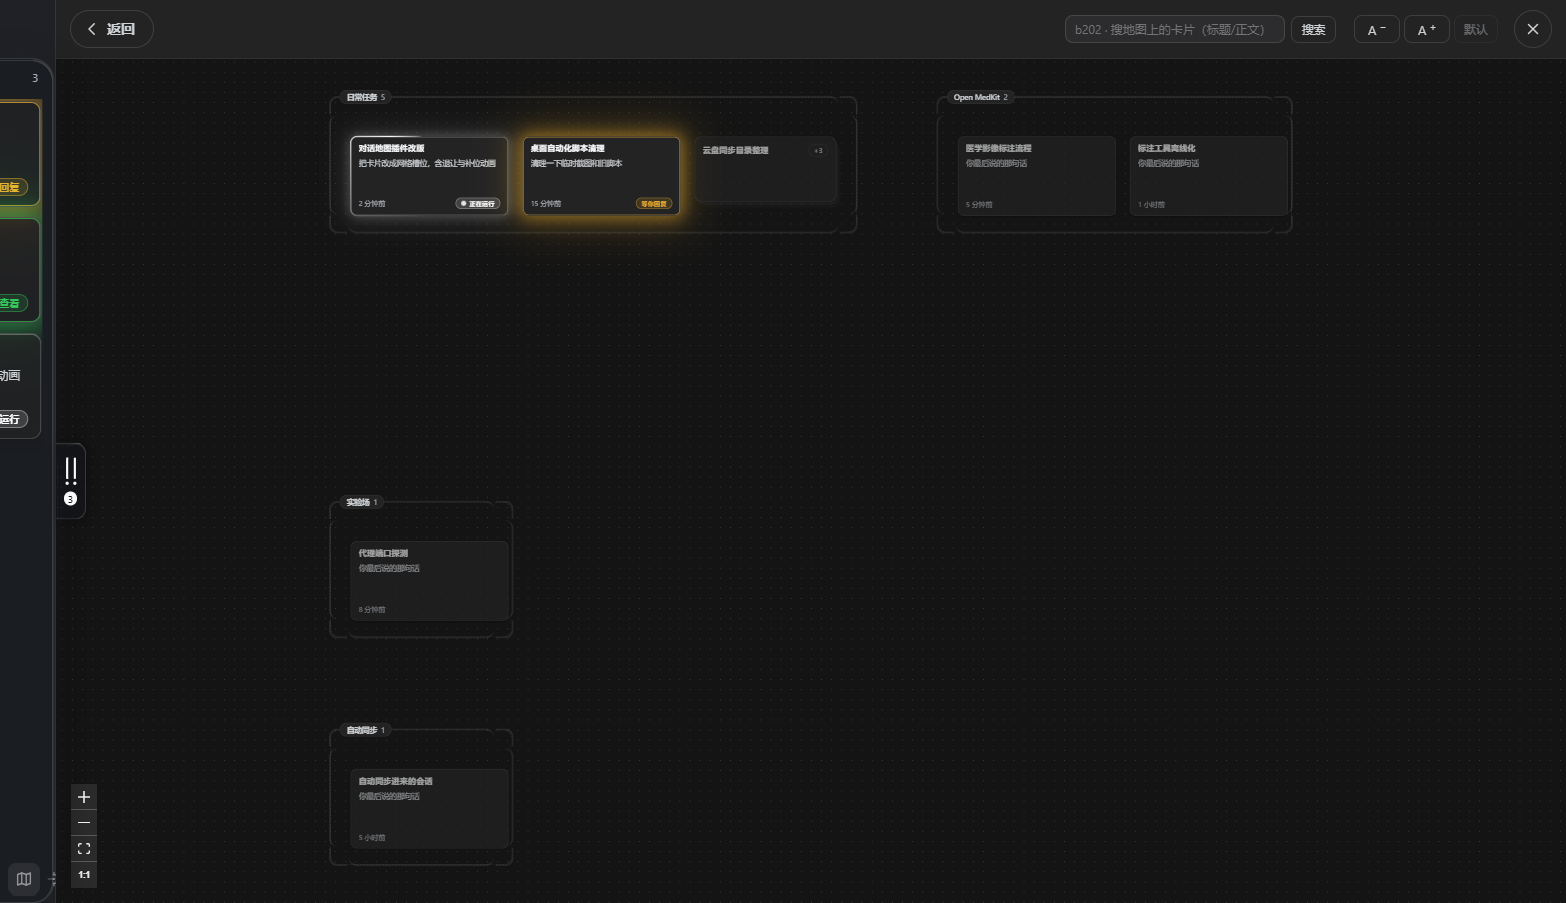 返回
b202 · 搜地图上的卡片（标题/正文）
搜索
A⁻
A⁺
默认
3
回复
查看
动画
运行
3
日常任务 5
对话地图插件改版
把卡片改成网格槽位，含退让与补位动画
2 分钟前
正在运行
桌面自动化脚本清理
清理一下临时截图和旧脚本
15 分钟前
等你回复
云盘同步目录整理
+3
Open MedKit 2
医学影像标注流程
你最后说的那句话
5 分钟前
标注工具离线化
你最后说的那句话
1 小时前
实验场 1
代理端口探测
你最后说的那句话
8 分钟前
自动同步 1
自动同步进来的会话
你最后说的那句话
5 小时前
1:1